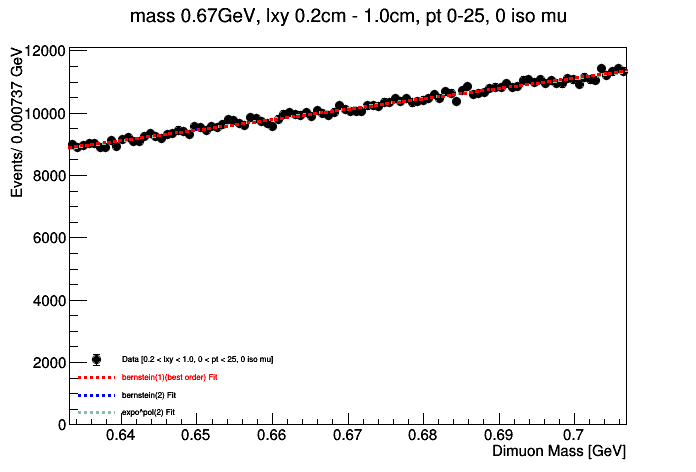 mass 0.67GeV, lxy 0.2cm - 1.0cm, pt 0-25, 0 iso mu
Events/ 0.000737 GeV
12000
10000
8000
6000
4000
2000
0
Data [0.2 < lxy < 1.0, 0 < pt < 25, 0 iso mu]
bernstein(1)(best order) Fit
bernstein(2) Fit
expo^pol(2) Fit
0.64 0.65 0.66 0.67 0.68 0.69 0.7
Dimuon Mass [GeV]